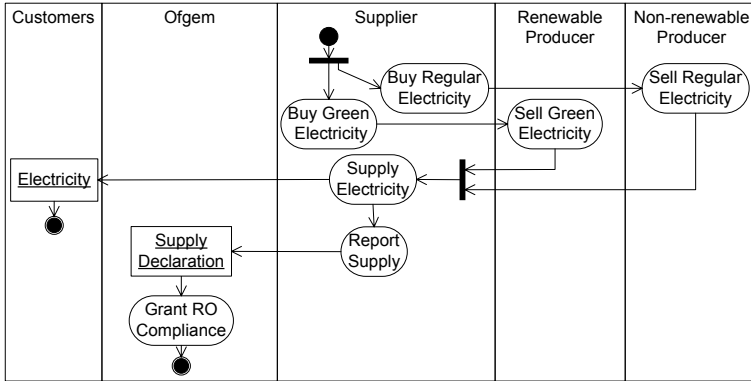 Customers
Ofgem
Supplier
Renewable
Producer
Non-renewable
Producer
Buy Regular
Electricity
Sell Regular
Electricity
Buy Green
Electricity
Sell Green
Electricity
Electricity
Supply
Electricity
Supply
Declaration
Report
Supply
Grant RO
Compliance